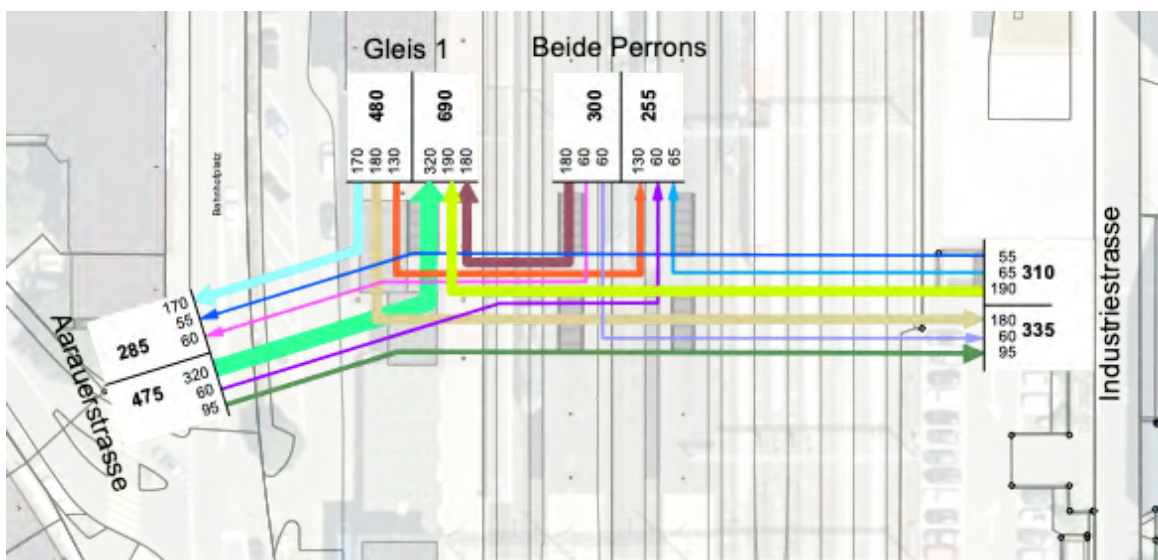 Gleis 1
Beide Perrons
480 690
300 255
170 180 130 320 190 180
180 60 60 130 60 65
Bahnhofplatz
55
65
310
190
180
60
335
95
170
55
60
285
320
475
60
95
Aarauerstrasse
Industriestrasse